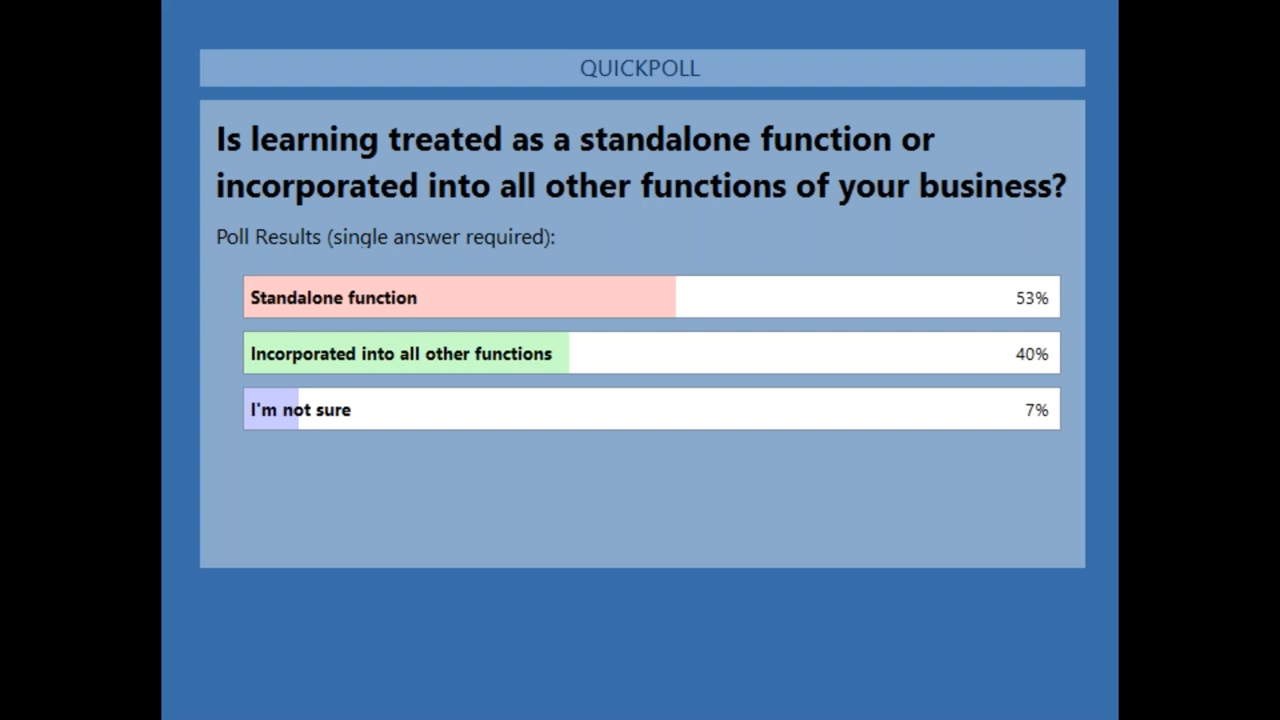 QUICKPOLL
Is learning treated as a standalone function or
incorporated into all other functions of your business?
Poll Results (single answer required):
Standalone function 53%
Incorporated into all other functions 40%
I'm not sure 7%